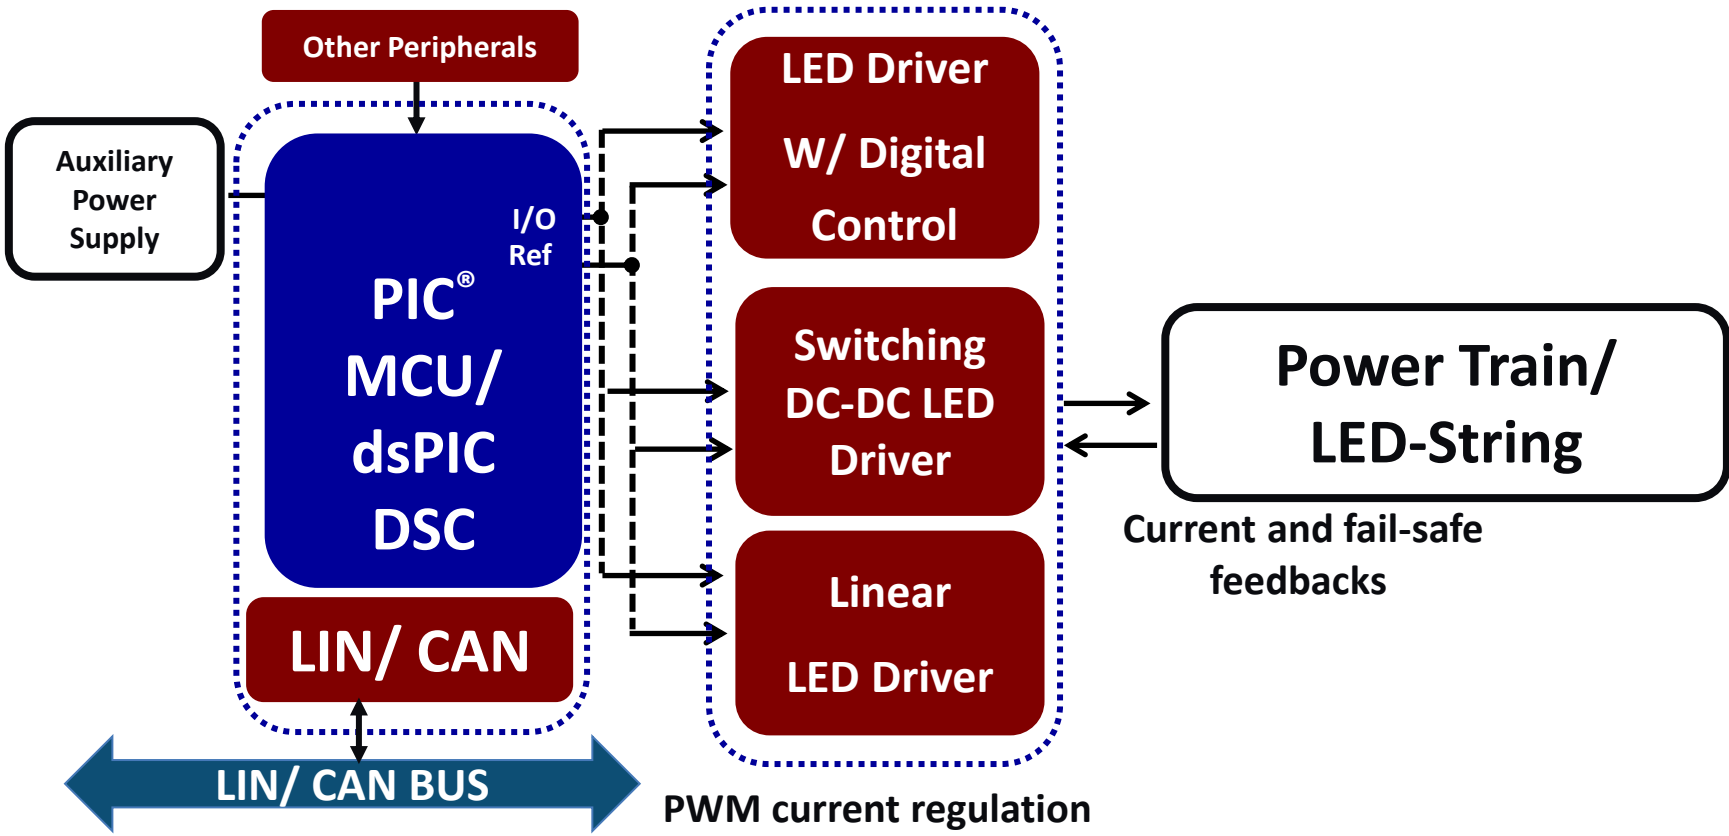 Other Peripherals
Auxiliary
Power
Supply
I/O
Ref
PIC®
MCU/
dsPIC
DSC
LIN/ CAN
LIN/ CAN BUS
LED Driver
W/ Digital
Control
Switching
DC-DC LED
Driver
Linear
LED Driver
PWM current regulation
Power Train/
LED-String
Current and fail-safe
feedbacks